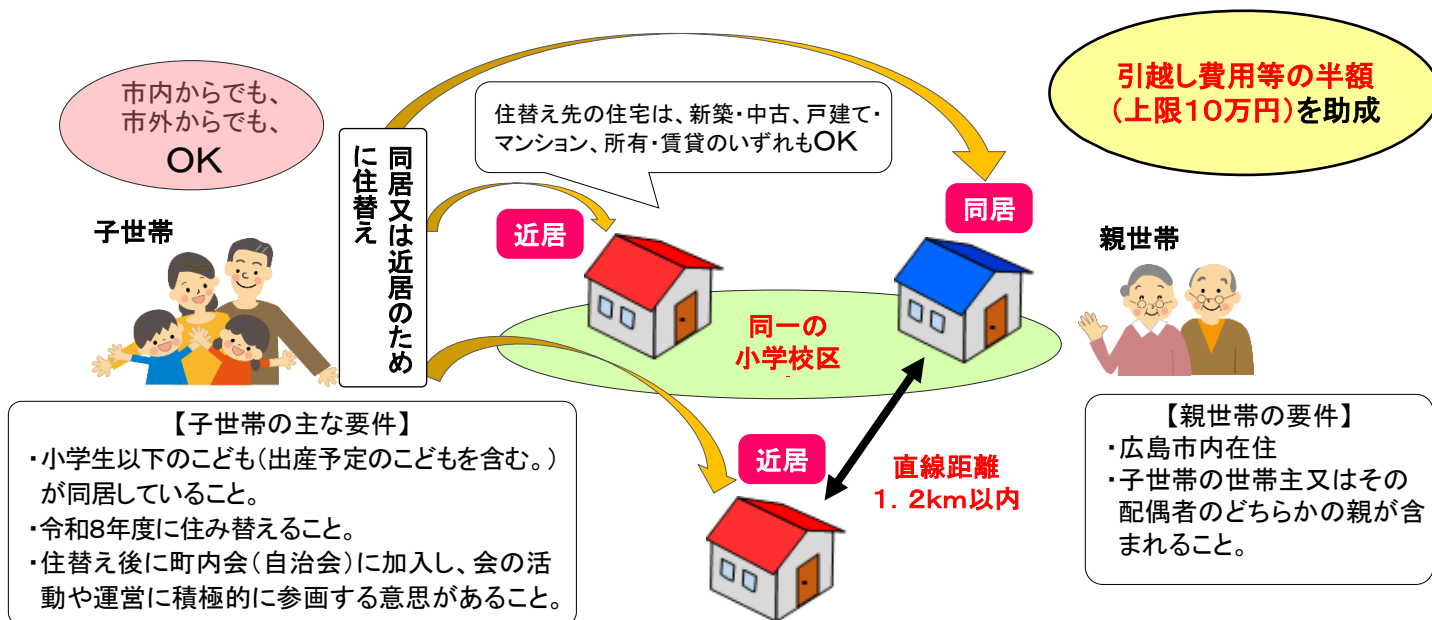 市内からでも、
市外からでも、
OK
引越し費用等の半額
（上限10万円）を助成
住替え先の住宅は、新築・中古、戸建て・
マンション、所有・賃貸のいずれもOK
同居又は近居のため
に住替え
子世帯
近居
同居
親世帯
同一の
小学校区
近居
直線距離
1．2km以内
【子世帯の主な要件】
・小学生以下のこども（出産予定のこどもを含む。）
が同居していること。
・令和8年度に住み替えること。
・住替え後に町内会（自治会）に加入し、会の活
動や運営に積極的に参画する意思があること。
【親世帯の要件】
・広島市内在住
・子世帯の世帯主又はその
配偶者のどちらかの親が含
まれること。